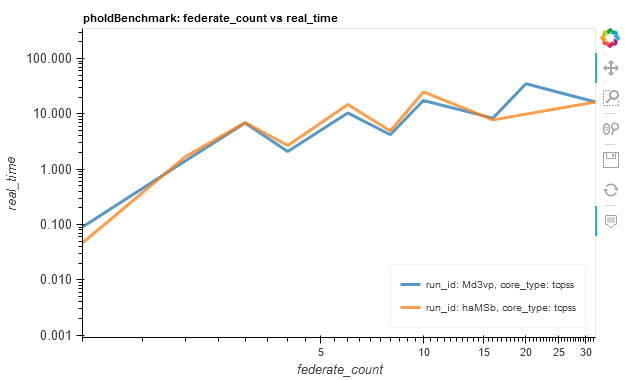 pholdBenchmark: federate_count vs real_time
100.000
10.000
1.000
0.100
0.010
0.001
real_time
run_id: Md3vp, core_type: tcpss
run_id: haMSb, core_type: tcpss
5
10
15
20
25
30
federate_count